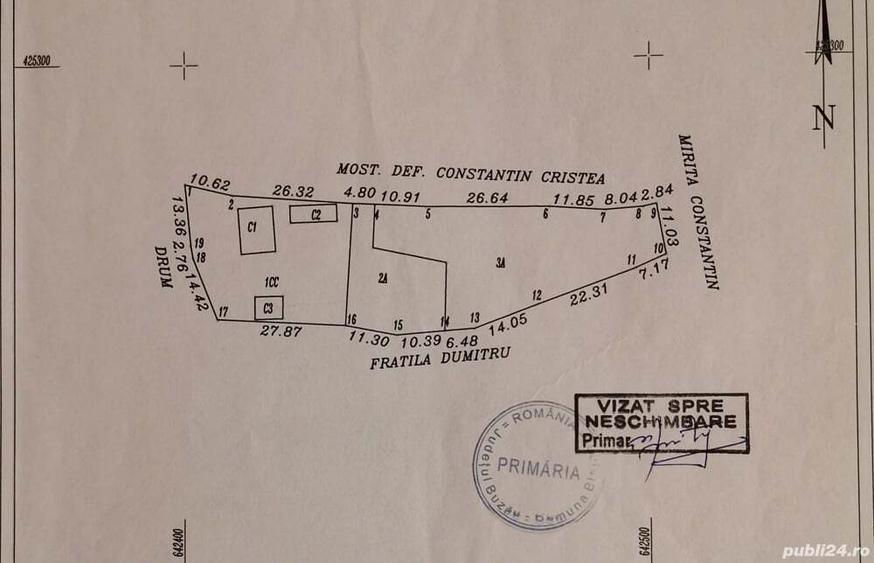 425300
425300
N
MOST. DEF. CONSTANTIN CRISTEA
MIRITA CONSTANTIN
10.62
26.32
4.80
10.91
26.64
11.85
8.04
2.84
11.03
7.17
22.31
14.05
6.48
10.39
11.30
27.87
14.42
2.76
13.36
DRUM
1
2
3
4
5
6
7
8
9
10
11
12
13
14
15
16
17
18
19
C1
C2
C3
1CC
2A
3A
FRATILA DUMITRU
VIZAT SPRE
NESCHIMBARE
Primar
ROMÂNIA
PRIMĂRIA
Județul Buzău
642400
642500
publi24.ro